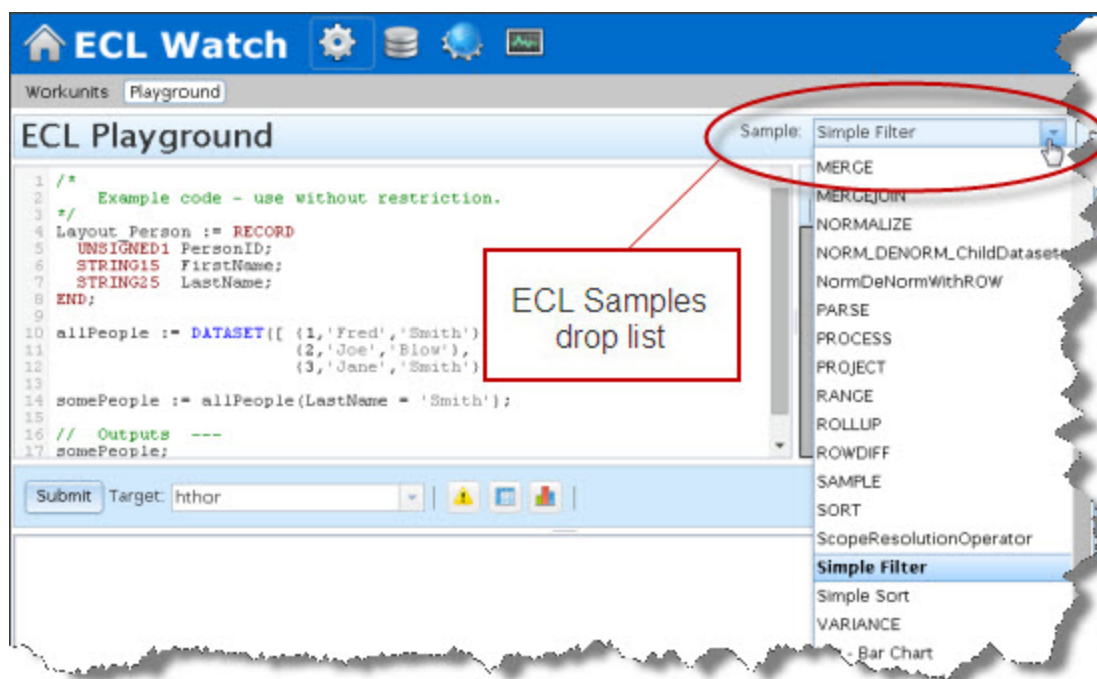 ECL Watch
Workunits Playground
ECL Playground
Sample: Simple Filter
1 /*
2 Example code - use without restriction.
3 */
4 Layout_Person := RECORD
5 UNSIGNED1 PersonID;
6 STRING15 FirstName;
7 STRING25 LastName;
8 END;
9
10 allPeople := DATASET([ {1,'Fred','Smith')
11 {2,'Joe','Blow'),
12 {3,'Jane','Smith')
13
14 somePeople := allPeople(LastName = 'Smith');
15
16 // Outputs ---
17 somePeople;
ECL Samples
drop list
MERGE
MERGEJOIN
NORMALIZE
NORM_DENORM_ChildDatasets
NormDeNormWithROW
PARSE
PROCESS
PROJECT
RANGE
ROLLUP
ROWDIFF
SAMPLE
SORT
ScopeResolutionOperator
Simple Filter
Simple Sort
VARIANCE
- Bar Chart
Submit Target: hthor